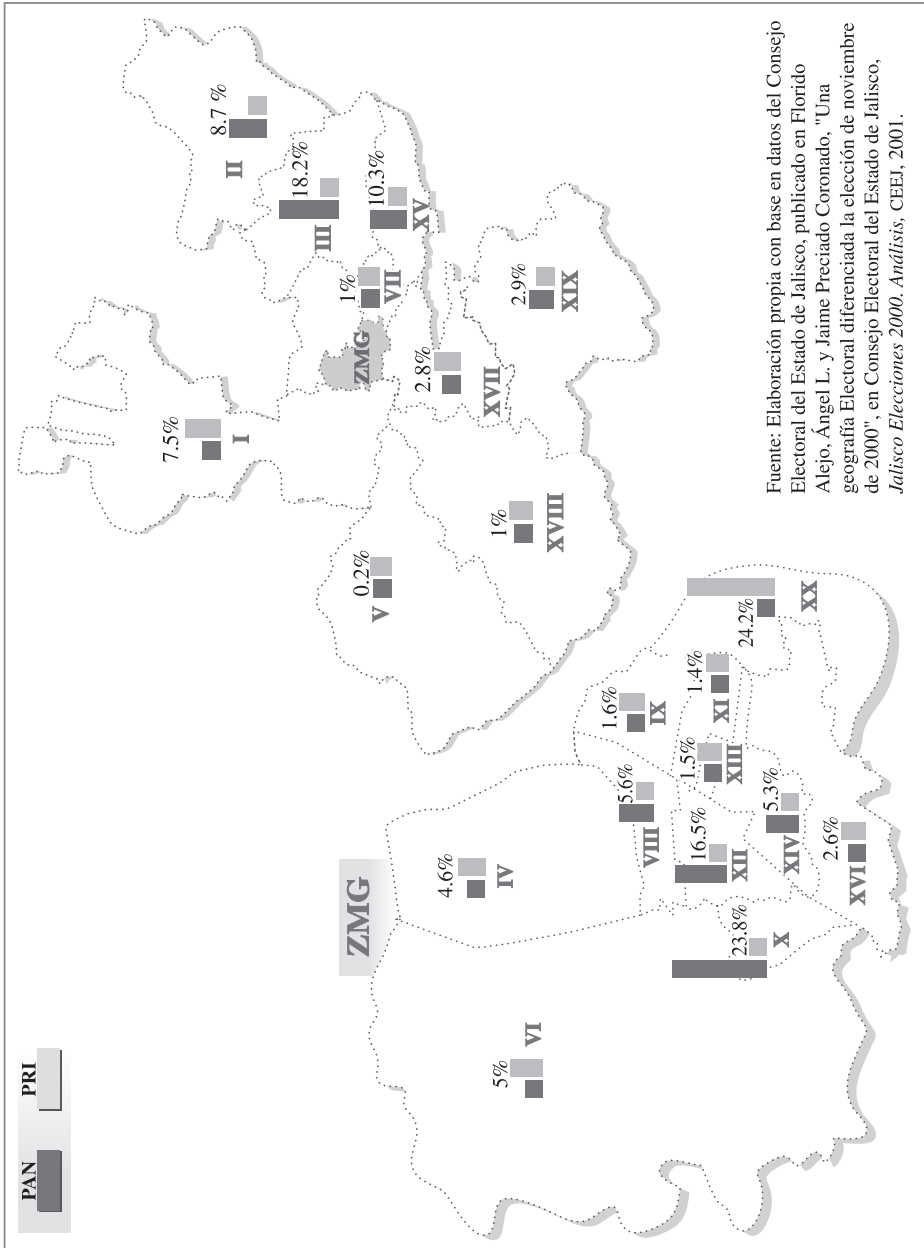 PAN
PRI
ZMG
I
7.5%
II
8.7 %
III
18.2%
VII
1%
XV
10.3%
ZMG
V
0.2%
XVII
2.8%
XIX
2.9%
XVIII
1%
VI
5%
IV
4.6%
VIII
5.6%
IX
1.6%
X
23.8%
XII
16.5%
XIII
1.5%
XI
1.4%
XX
24.2%
XIV
5.3%
XVI
2.6%
Fuente: Elaboración propia con base en datos del Consejo
Electoral del Estado de Jalisco, publicado en Florido
Alejo, Ángel L. y Jaime Preciado Coronado, "Una
geografía Electoral diferenciada la elección de noviembre
de 2000", en Consejo Electoral del Estado de Jalisco,
Jalisco Elecciones 2000. Análisis, CEEJ, 2001.